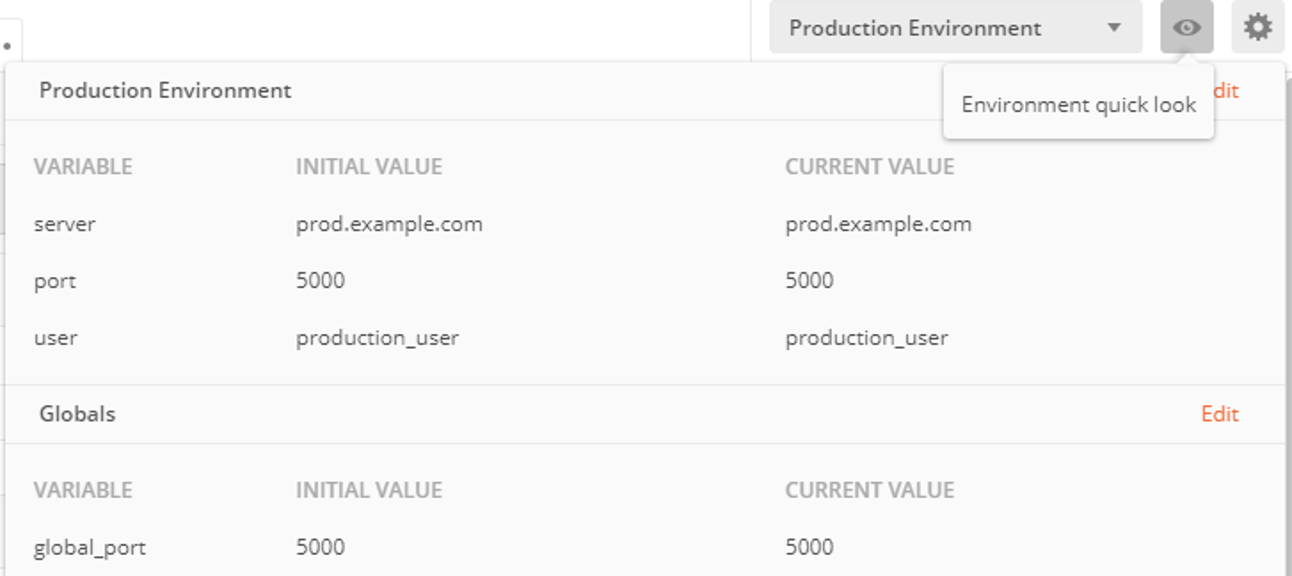 Production Environment
Production Environment
dit
Environment quick look
VARIABLE INITIAL VALUE CURRENT VALUE
server prod.example.com prod.example.com
port 5000 5000
user production_user production_user
Globals Edit
VARIABLE INITIAL VALUE CURRENT VALUE
global_port 5000 5000